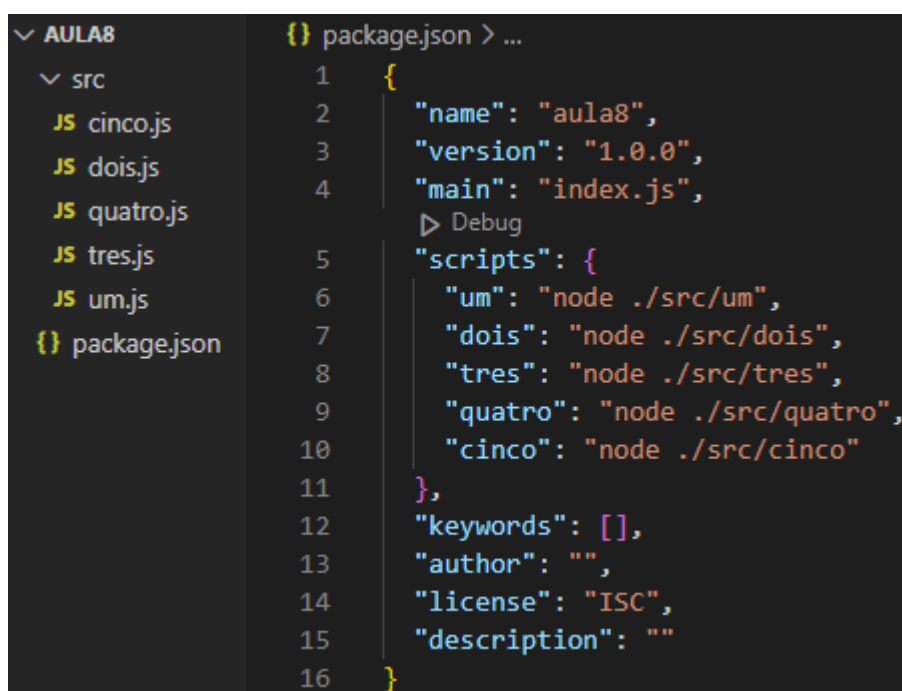 AULA8
src
JS cinco.js
JS dois.js
JS quatro.js
JS tres.js
JS um.js
{} package.json
{} package.json > ...
1 {
2 "name": "aula8",
3 "version": "1.0.0",
4 "main": "index.js",
Debug
5 "scripts": {
6 "um": "node ./src/um",
7 "dois": "node ./src/dois",
8 "tres": "node ./src/tres",
9 "quatro": "node ./src/quatro",
10 "cinco": "node ./src/cinco"
11 },
12 "keywords": [],
13 "author": "",
14 "license": "ISC",
15 "description": ""
16 }